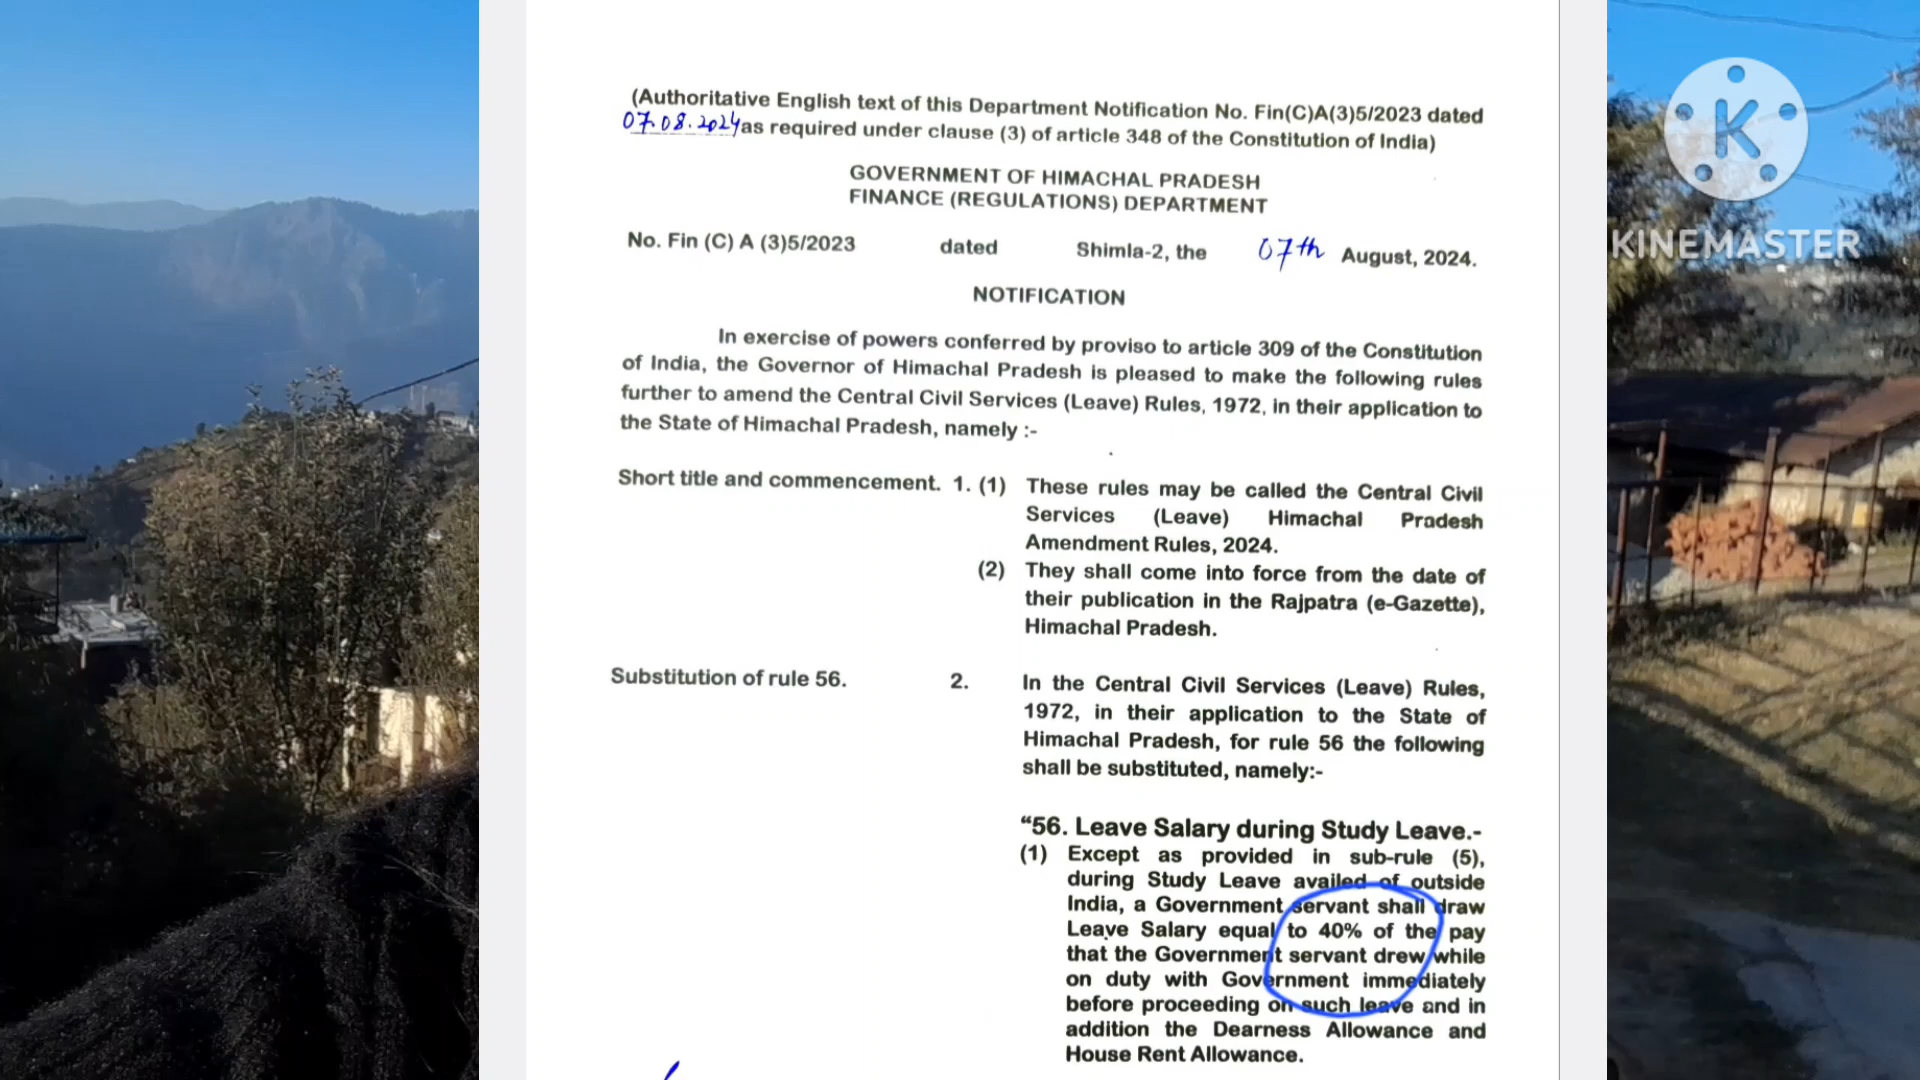 (Authoritative English text of this Department Notification No. Fin(C)A(3)5/2023 dated
07.08.2024 as required under clause (3) of article 348 of the Constitution of India)
GOVERNMENT OF HIMACHAL PRADESH
FINANCE (REGULATIONS) DEPARTMENT
No. Fin (C) A (3)5/2023 dated Shimla-2, the 07th August, 2024.
NOTIFICATION
In exercise of powers conferred by proviso to article 309 of the Constitution
of India, the Governor of Himachal Pradesh is pleased to make the following rules
further to amend the Central Civil Services (Leave) Rules, 1972, in their application to
the State of Himachal Pradesh, namely :-
Short title and commencement. 1. (1) These rules may be called the Central Civil
Services (Leave) Himachal Pradesh
Amendment Rules, 2024.
(2) They shall come into force from the date of
their publication in the Rajpatra (e-Gazette),
Himachal Pradesh.
Substitution of rule 56. 2. In the Central Civil Services (Leave) Rules,
1972, in their application to the State of
Himachal Pradesh, for rule 56 the following
shall be substituted, namely:-
“56. Leave Salary during Study Leave.-
(1) Except as provided in sub-rule (5),
during Study Leave availed of outside
India, a Government servant shall draw
Leave Salary equal to 40% of the pay
that the Government servant drew while
on duty with Government immediately
before proceeding on such leave and in
addition the Dearness Allowance and
House Rent Allowance.
K
KINEMASTER